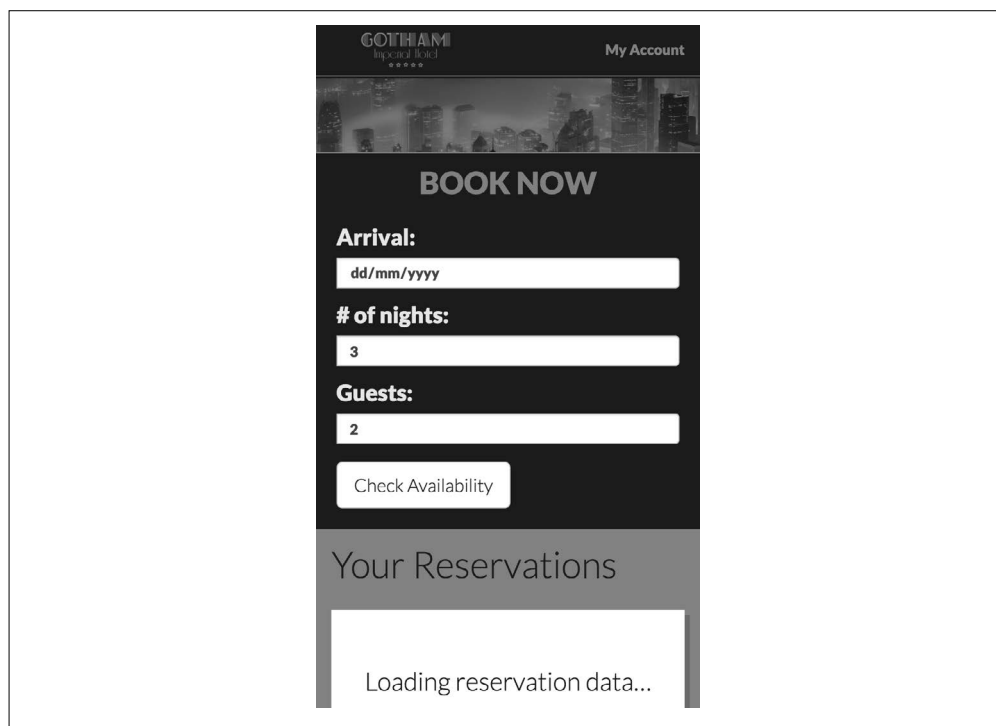 GOTHAM
Imperial Hotel
My Account
BOOK NOW
Arrival:
dd/mm/yyyy
# of nights:
3
Guests:
2
Check Availability
Your Reservations
Loading reservation data...